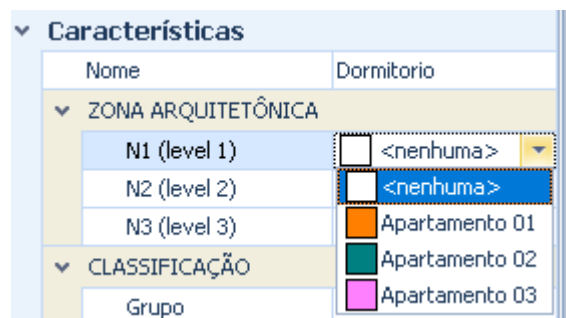 Características
Nome Dormitorio
ZONA ARQUITETÔNICA
N1 (level 1) <nenhuma>
N2 (level 2) <nenhuma>
N3 (level 3) Apartamento 01
CLASSIFICAÇÃO Apartamento 02
Grupo Apartamento 03